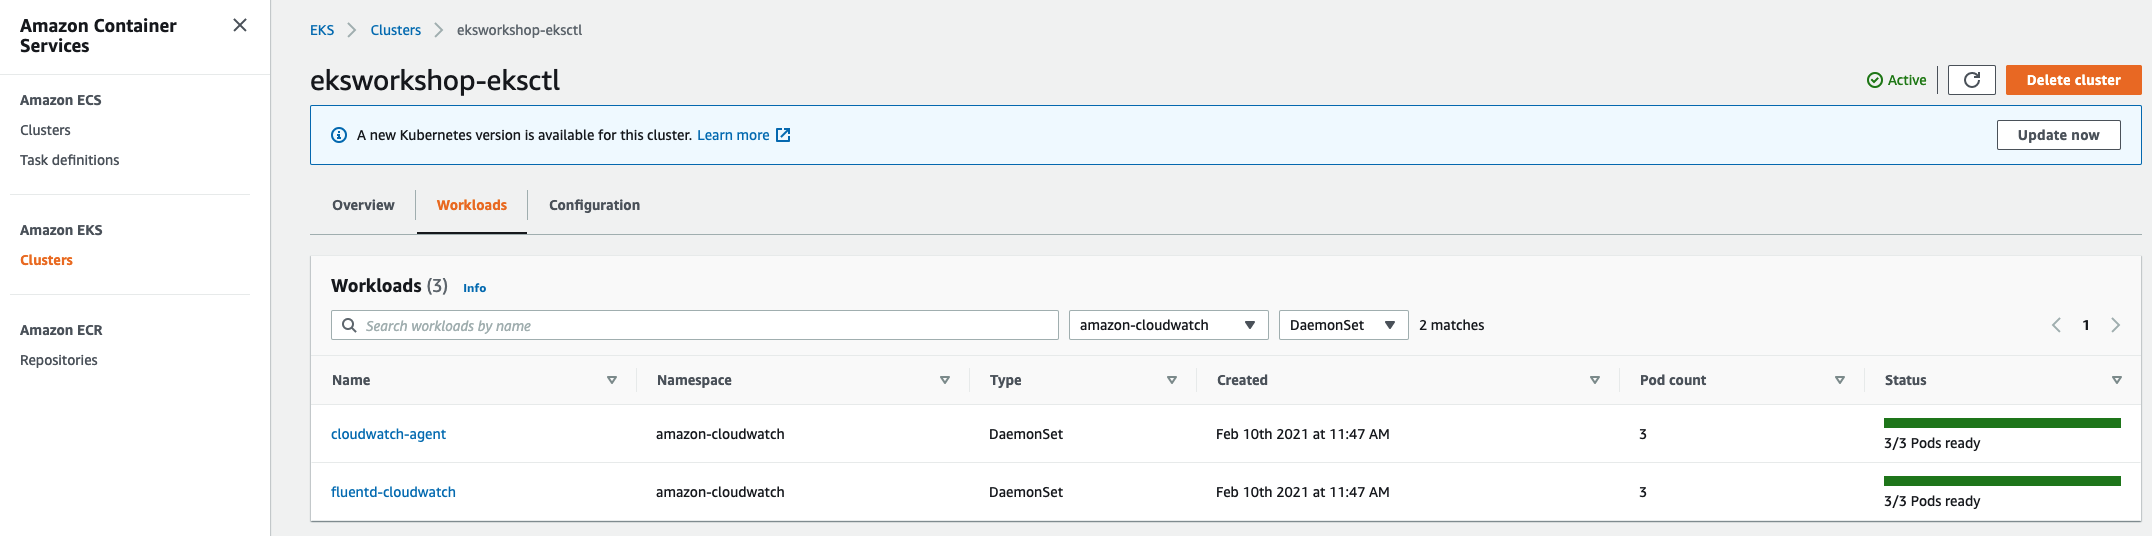 Amazon Container
Services
Amazon ECS
Clusters
Task definitions
Amazon EKS
Clusters
Amazon ECR
Repositories
EKS Clusters eksworkshop-eksctl
eksworkshop-eksctl
Active
Delete cluster
A new Kubernetes version is available for this cluster. Learn more
Update now
Overview Workloads Configuration
Workloads (3) Info
Search workloads by name amazon-cloudwatch DaemonSet 2 matches 1
Name Namespace Type Created Pod count Status
cloudwatch-agent amazon-cloudwatch DaemonSet Feb 10th 2021 at 11:47 AM 3 3/3 Pods ready
fluentd-cloudwatch amazon-cloudwatch DaemonSet Feb 10th 2021 at 11:47 AM 3 3/3 Pods ready